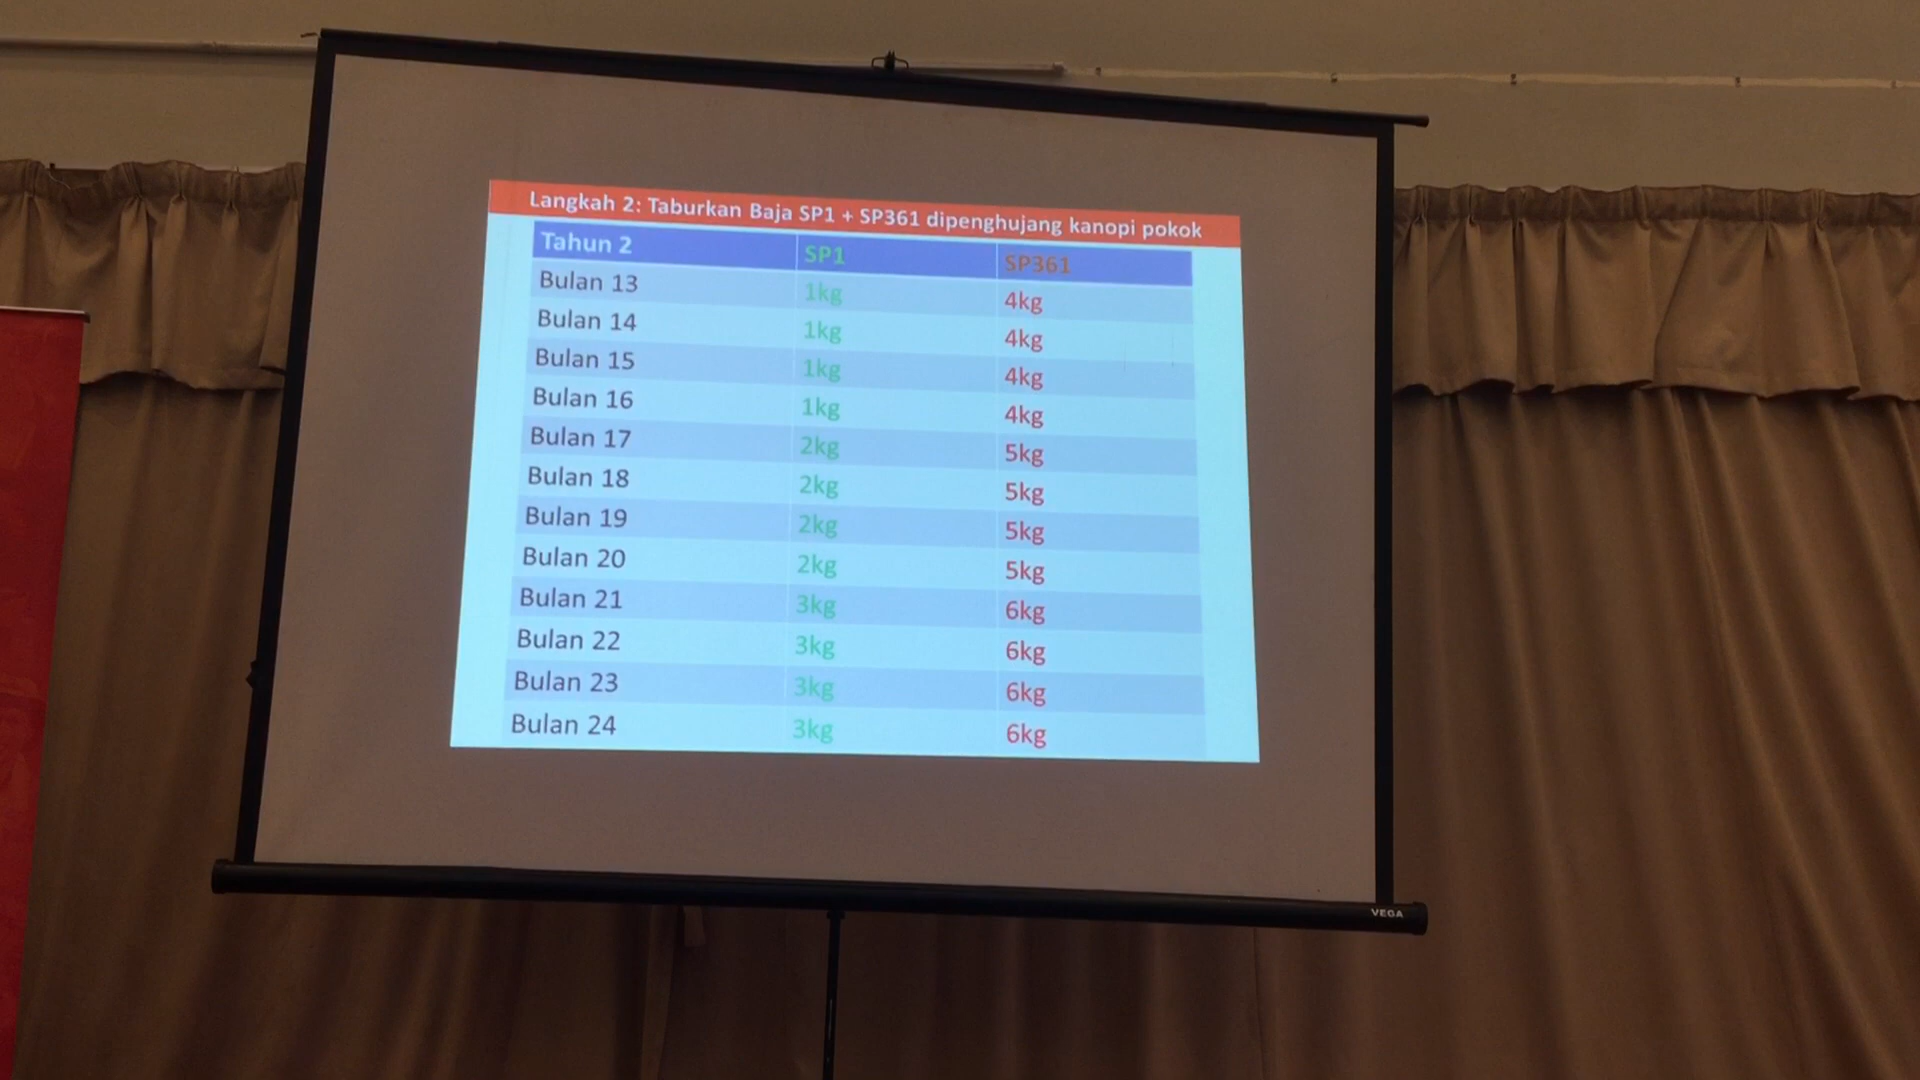 Langkah 2: Taburkan Baja SP1 + SP361 dipenghujang kanopi pokok
Tahun 2 SP1 SP361
Bulan 13 1kg 4kg
Bulan 14 1kg 4kg
Bulan 15 1kg 4kg
Bulan 16 1kg 4kg
Bulan 17 2kg 5kg
Bulan 18 2kg 5kg
Bulan 19 2kg 5kg
Bulan 20 2kg 5kg
Bulan 21 3kg 6kg
Bulan 22 3kg 6kg
Bulan 23 3kg 6kg
Bulan 24 3kg 6kg
VEGA